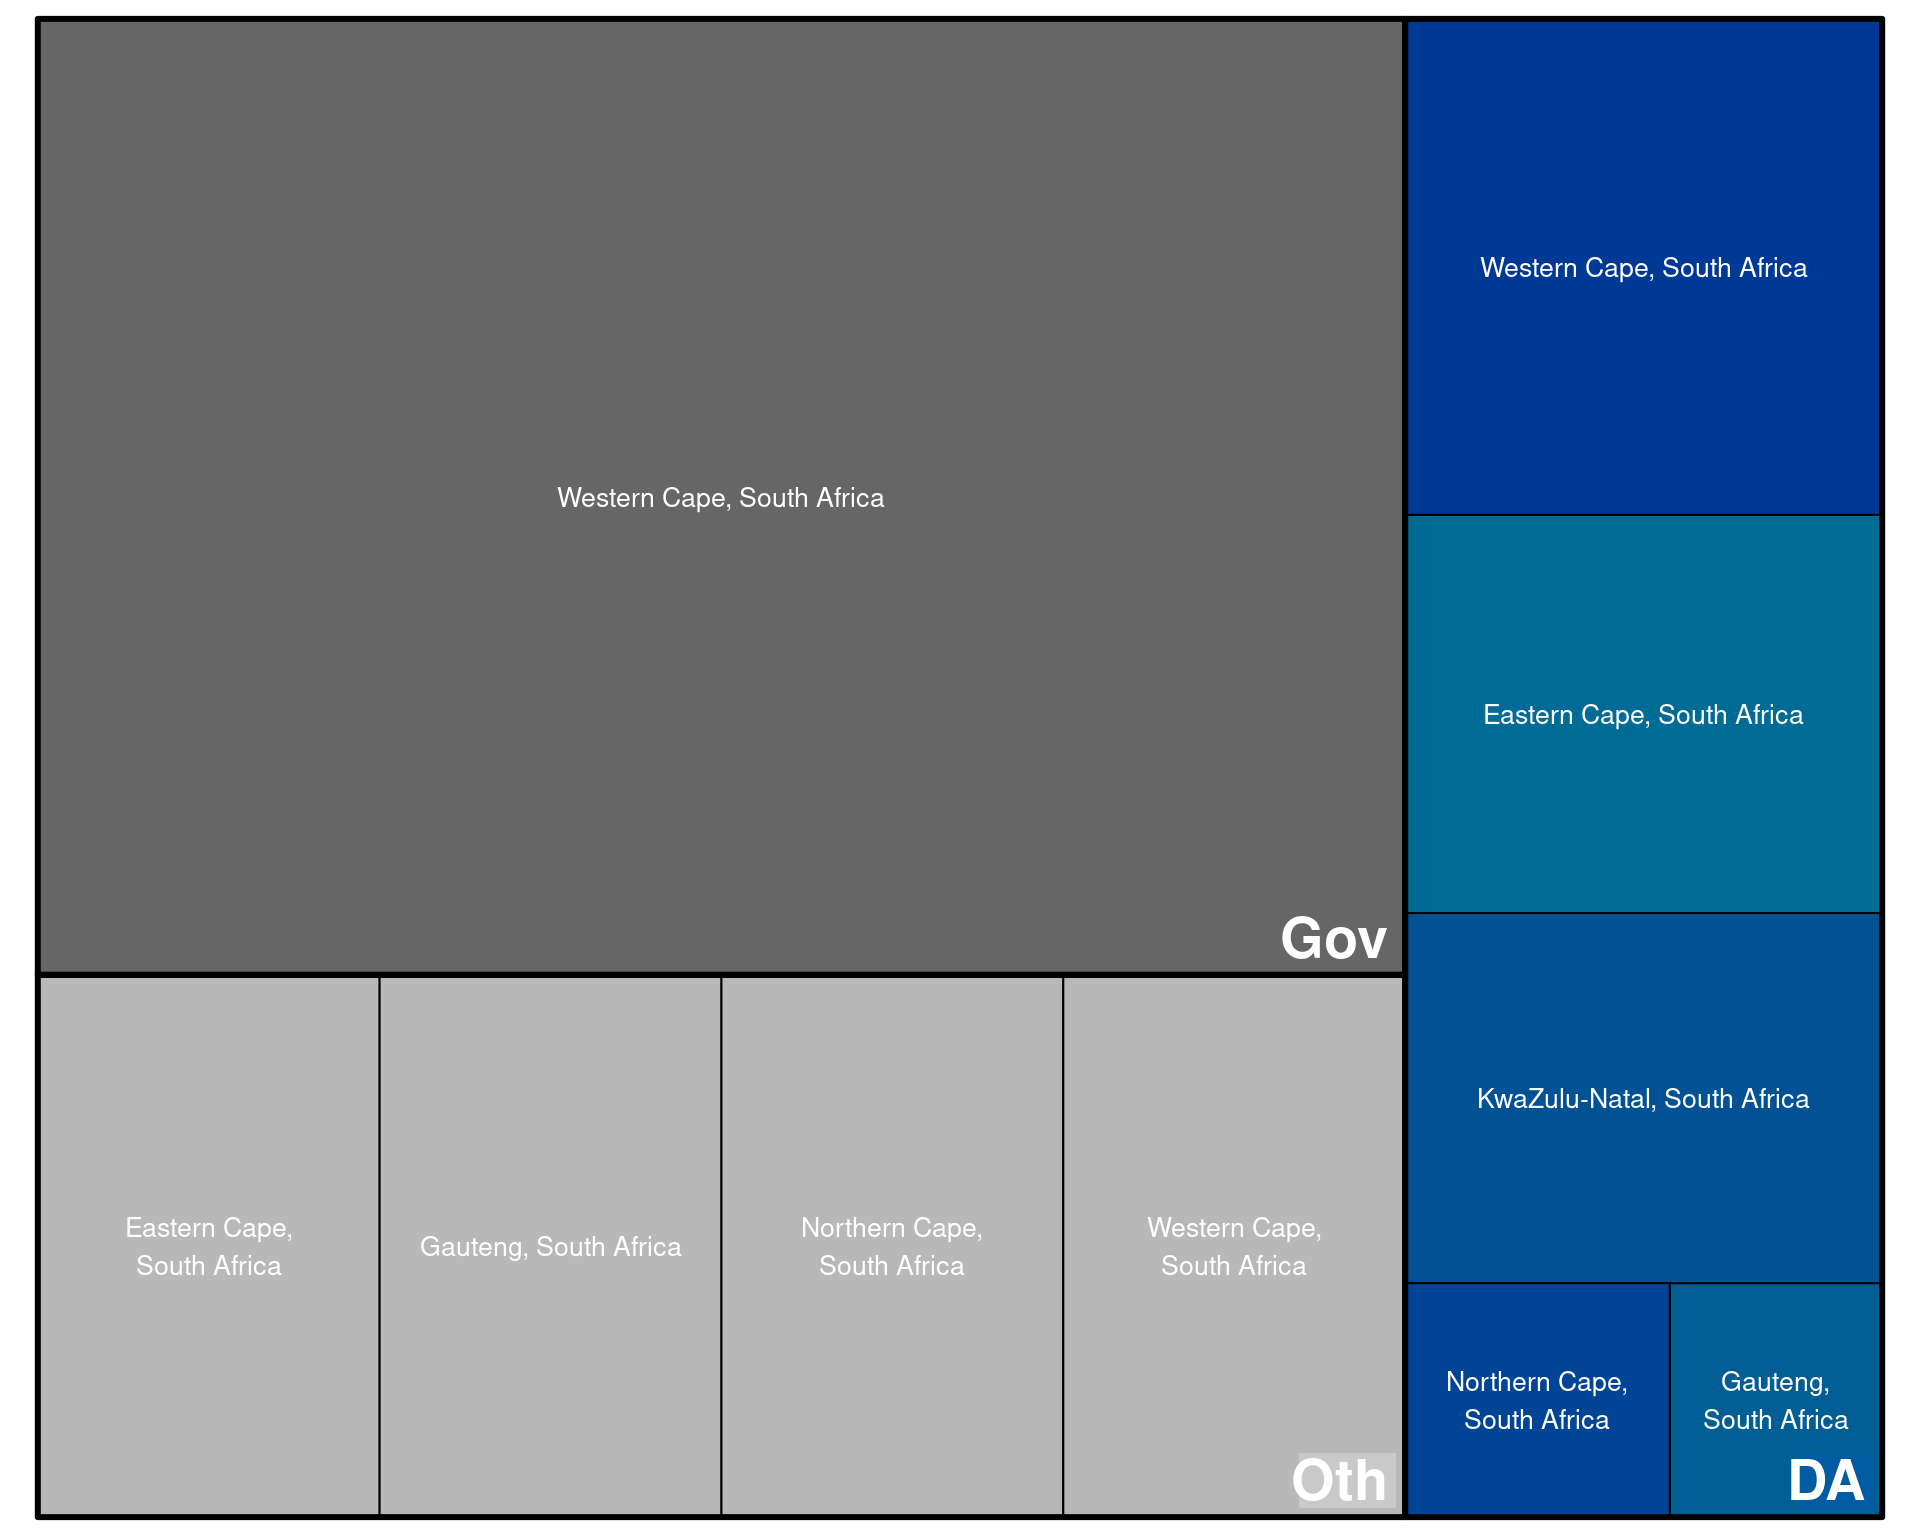 Western Cape, South Africa
Gov
Eastern Cape,
South Africa
Gauteng, South Africa
Northern Cape,
South Africa
Western Cape,
South Africa
Oth
Western Cape, South Africa
Eastern Cape, South Africa
KwaZulu-Natal, South Africa
Northern Cape,
South Africa
Gauteng,
South Africa
DA